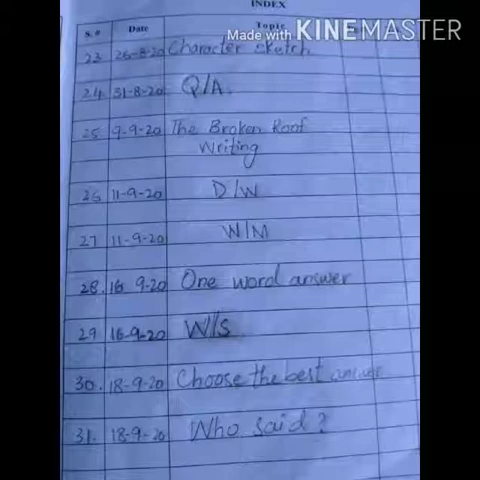 INDEX
Made with KINEMASTER
S. # Date Topic
23 26-8-20 Character sketch
24 31-8-20 Q/A.
25 9-9-20 The Broken Roof
Writing
26 11-9-20 D/W
27 11-9-20 W/M
28. 16 9-20 One word answer
29 16-9-20 W/S
30. 18-9-20 Choose the best answer
31. 18-9-20 Who said?